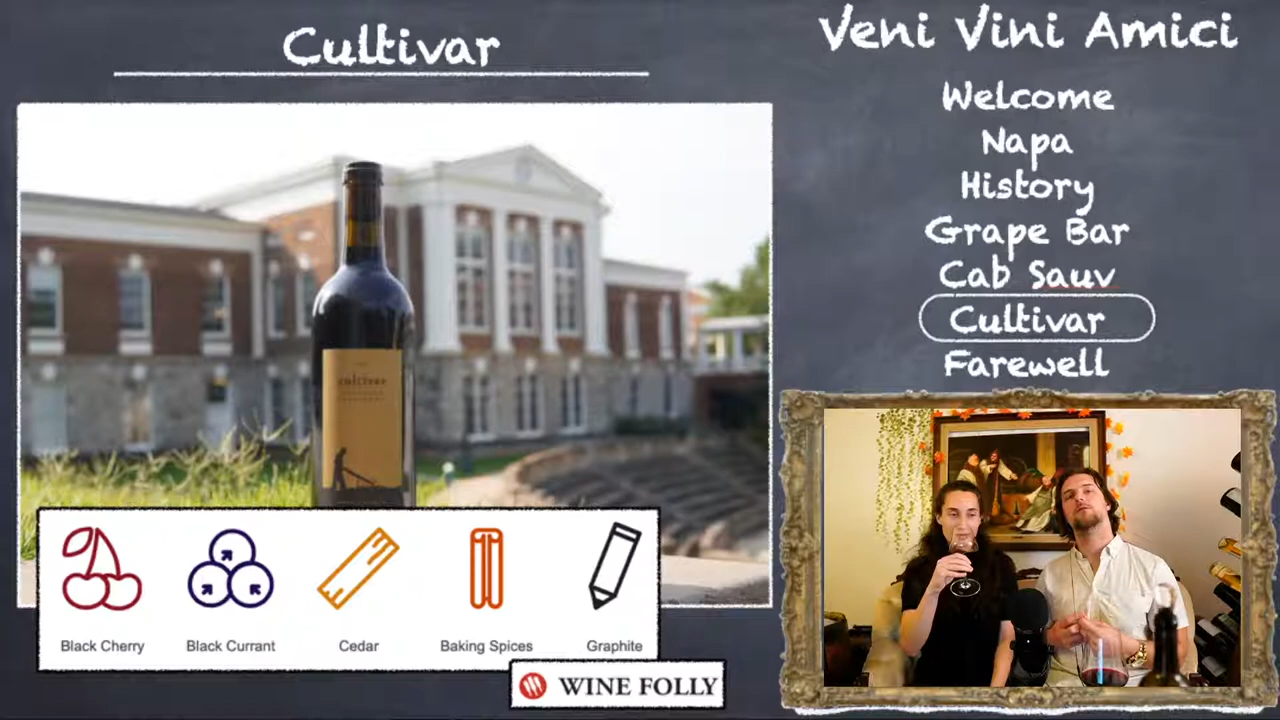 Cultivar
Veni Vini Amici
Welcome
Napa
History
Grape Bar
Cab Sauv
Cultivar
Farewell
cultivar
Black Cherry
Black Currant
Cedar
Baking Spices
Graphite
WINE FOLLY